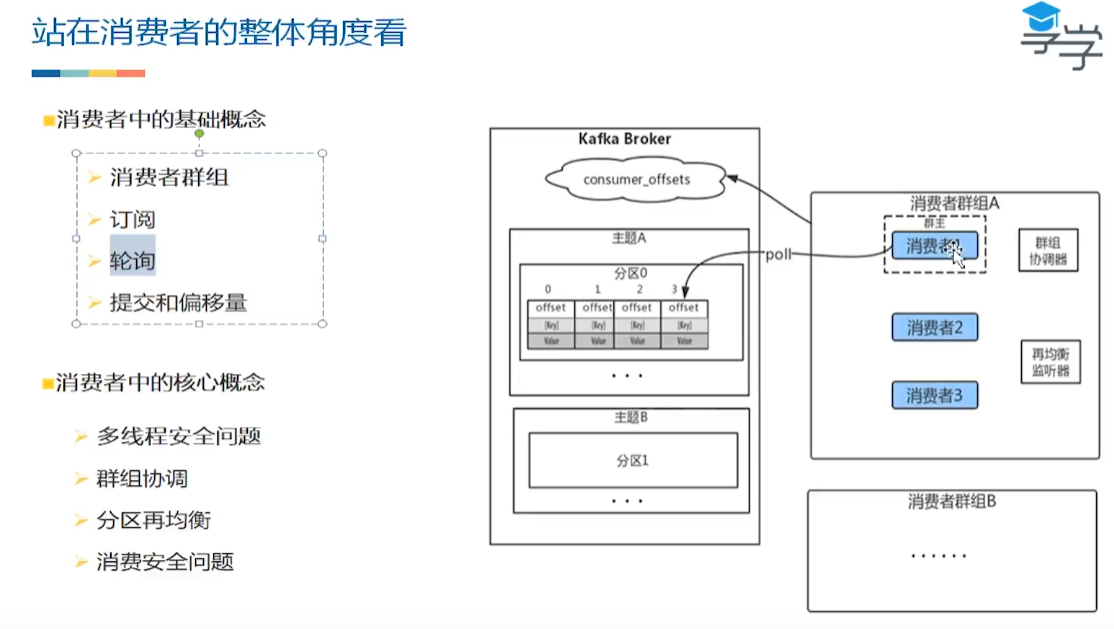 站在消费者的整体角度看
享学
消费者中的基础概念
消费者群组
订阅
轮询
提交和偏移量
消费者中的核心概念
多线程安全问题
群组协调
分区再均衡
消费安全问题
Kafka Broker
consumer_offsets
主题A
分区0
0 1 2 3
offset offset offset offset
[Key] [Key] [Key] [Key]
Value Value Value Value
...
主题B
分区1
...
poll
消费者群组A
群主
消费者1
群组
协调器
消费者2
再均衡
监听器
消费者3
消费者群组B
......